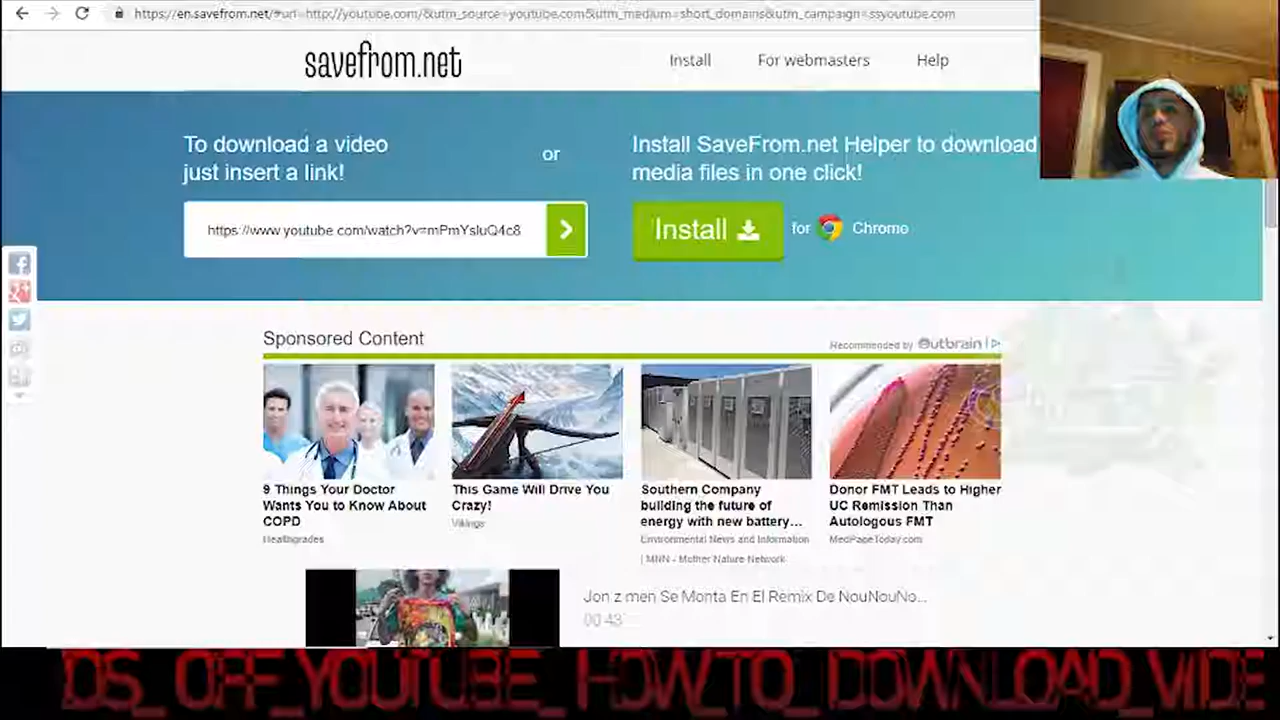 https://en.savefrom.net/#url=http://youtube.com/&utm_source=youtube.com&utm_medium=short_domains&utm_campaign=ssyoutube.com
savefrom.net
Install
For webmasters
Help
To download a video
just insert a link!
or
Install SaveFrom.net Helper to download
media files in one click!
https://www.youtube.com/watch?v=mPmYsluQ4c8
Install
for
Chrome
Sponsored Content
Recommended by Outbrain
9 Things Your Doctor
Wants You to Know About
COPD
Healthgrades
This Game Will Drive You
Crazy!
Vikings
Southern Company
building the future of
energy with new battery...
Environmental News and Information
| MNN - Mother Nature Network
Donor FMT Leads to Higher
UC Remission Than
Autologous FMT
MedPageToday.com
Jon z men Se Monta En El Remix De NouNouNo...
00:43
DS_OFF_YOUTUBE_HOWTO_DOWNLOAD_VIDE